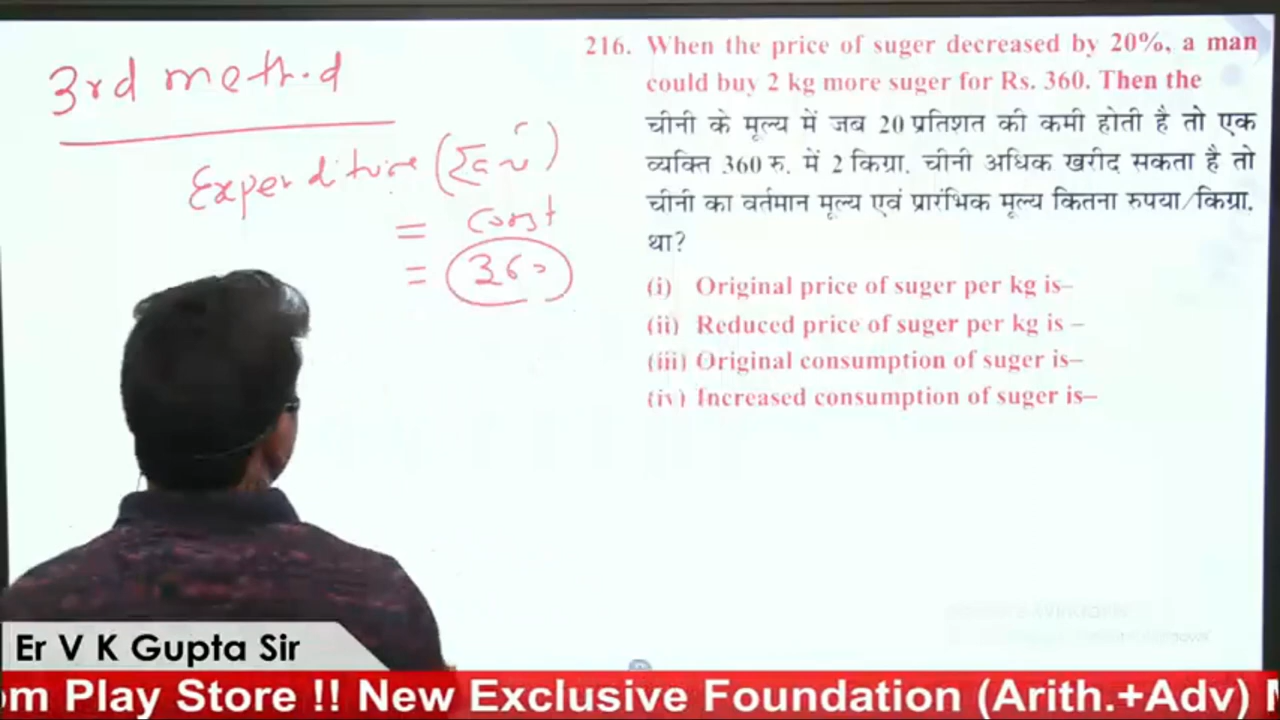 3rd method
Expenditure (खर्च)
= const
= 360
216. When the price of suger decreased by 20%, a man
could buy 2 kg more suger for Rs. 360. Then the
चीनी के मूल्य में जब 20 प्रतिशत की कमी होती है तो एक
व्यक्ति 360 रु. में 2 किग्रा. चीनी अधिक खरीद सकता है तो
चीनी का वर्तमान मूल्य एवं प्रारंभिक मूल्य कितना रुपया/किग्रा.
था?
(i) Original price of suger per kg is–
(ii) Reduced price of suger per kg is –
(iii) Original consumption of suger is–
(iv) Increased consumption of suger is–
Er V K Gupta Sir
om Play Store !! New Exclusive Foundation (Arith.+Adv)